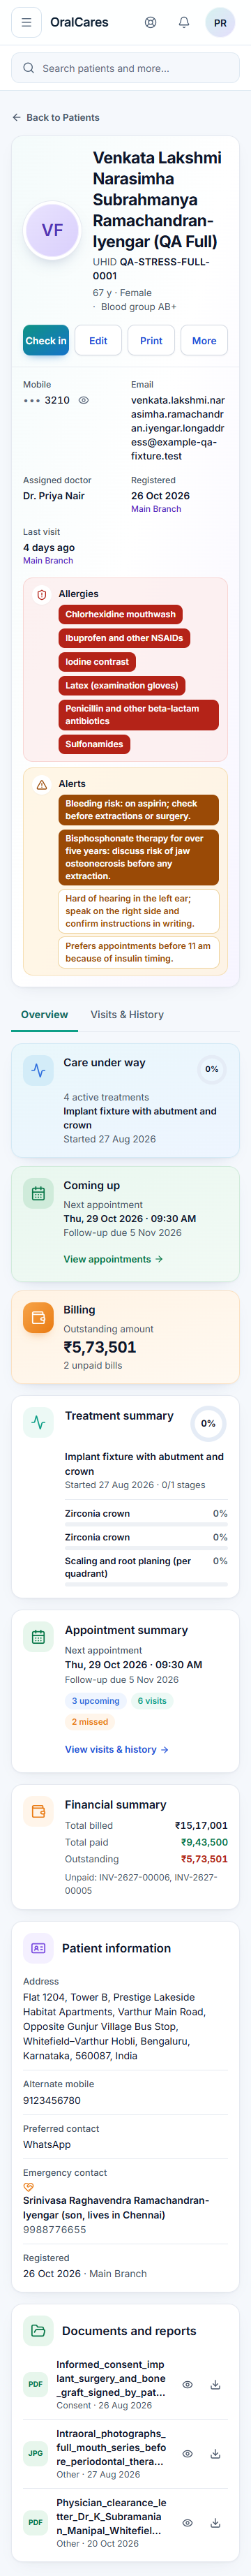 OralCares
PR
Search patients and more...
Back to Patients
VF
Venkata Lakshmi
Narasimha
Subrahmanya
Ramachandran-
Iyengar (QA Full)
UHID QA-STRESS-FULL-
0001
67 y · Female
· Blood group AB+
Check in
Edit
Print
More
Mobile
••• 3210
Email
venkata.lakshmi.nar
asimha.ramachandr
an.iyengar.longaddr
ess@example-qa-
fixture.test
Assigned doctor
Dr. Priya Nair
Registered
26 Oct 2026
Main Branch
Last visit
4 days ago
Main Branch
Allergies
Chlorhexidine mouthwash
Ibuprofen and other NSAIDs
Iodine contrast
Latex (examination gloves)
Penicillin and other beta-lactam
antibiotics
Sulfonamides
Alerts
Bleeding risk: on aspirin; check
before extractions or surgery.
Bisphosphonate therapy for over
five years: discuss risk of jaw
osteonecrosis before any
extraction.
Hard of hearing in the left ear;
speak on the right side and
confirm instructions in writing.
Prefers appointments before 11 am
because of insulin timing.
Overview
Visits & History
Care under way
0%
4 active treatments
Implant fixture with abutment and
crown
Started 27 Aug 2026
Coming up
Next appointment
Thu, 29 Oct 2026 · 09:30 AM
Follow-up due 5 Nov 2026
View appointments
Billing
Outstanding amount
₹5,73,501
2 unpaid bills
Treatment summary
0%
Implant fixture with abutment and
crown
Started 27 Aug 2026 · 0/1 stages
Zirconia crown 0%
Zirconia crown 0%
Scaling and root planing (per 0%
quadrant)
Appointment summary
Next appointment
Thu, 29 Oct 2026 · 09:30 AM
Follow-up due 5 Nov 2026
3 upcoming
6 visits
2 missed
View visits & history
Financial summary
Total billed ₹15,17,001
Total paid ₹9,43,500
Outstanding ₹5,73,501
Unpaid: INV-2627-00006, INV-2627-
00005
Patient information
Address
Flat 1204, Tower B, Prestige Lakeside
Habitat Apartments, Varthur Main Road,
Opposite Gunjur Village Bus Stop,
Whitefield–Varthur Hobli, Bengaluru,
Karnataka, 560087, India
Alternate mobile
9123456780
Preferred contact
WhatsApp
Emergency contact
Srinivasa Raghavendra Ramachandran-
Iyengar (son, lives in Chennai)
9988776655
Registered
26 Oct 2026 · Main Branch
Documents and reports
PDF
Informed_consent_imp
lant_surgery_and_bone
_graft_signed_by_pat...
Consent · 26 Aug 2026
JPG
Intraoral_photographs_
full_mouth_series_befo
re_periodontal_thera...
Other · 27 Aug 2026
PDF
Physician_clearance_le
tter_Dr_K_Subramania
n_Manipal_Whitefiel...
Other · 20 Oct 2026